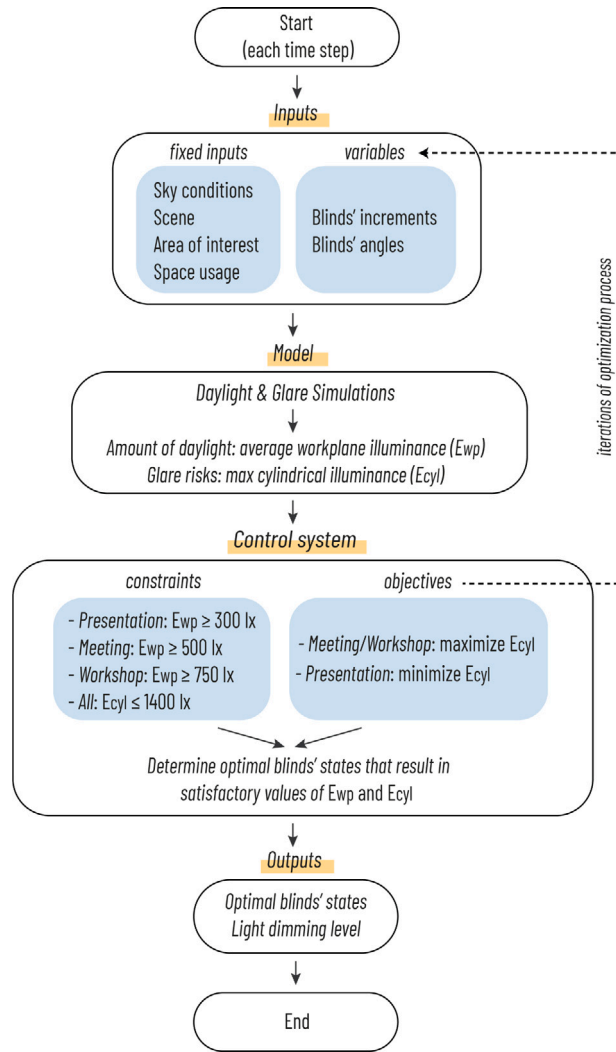 Start
(each time step)
Inputs
fixed inputs
variables
Sky conditions
Scene
Area of interest
Space usage
Blinds' increments
Blinds' angles
iterations of optimization process
Model
Daylight & Glare Simulations
Amount of daylight: average workplane illuminance (Ewp)
Glare risks: max cylindrical illuminance (Ecyl)
Control system
constraints
objectives
- Presentation: Ewp ≥ 300 lx
- Meeting: Ewp ≥ 500 lx
- Workshop: Ewp ≥ 750 lx
- All: Ecyl ≤ 1400 lx
- Meeting/Workshop: maximize Ecyl
- Presentation: minimize Ecyl
Determine optimal blinds' states that result in
satisfactory values of Ewp and Ecyl
Outputs
Optimal blinds' states
Light dimming level
End